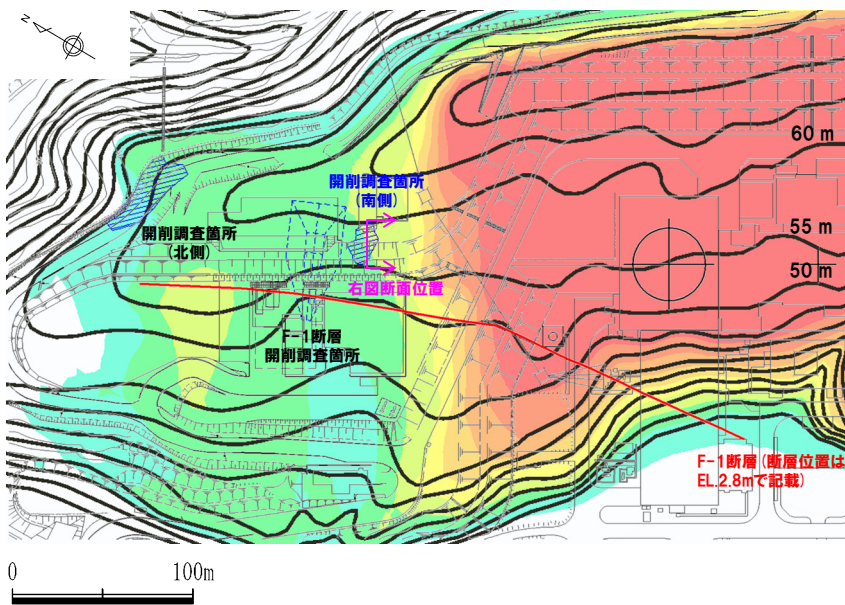 N
60 m
開削調査箇所
(南側)
開削調査箇所
(北側)
55 m
50 m
右図断面位置
F-1断層
開削調査箇所
F-1断層(断層位置は
EL.2.8mで記載)
0 100m